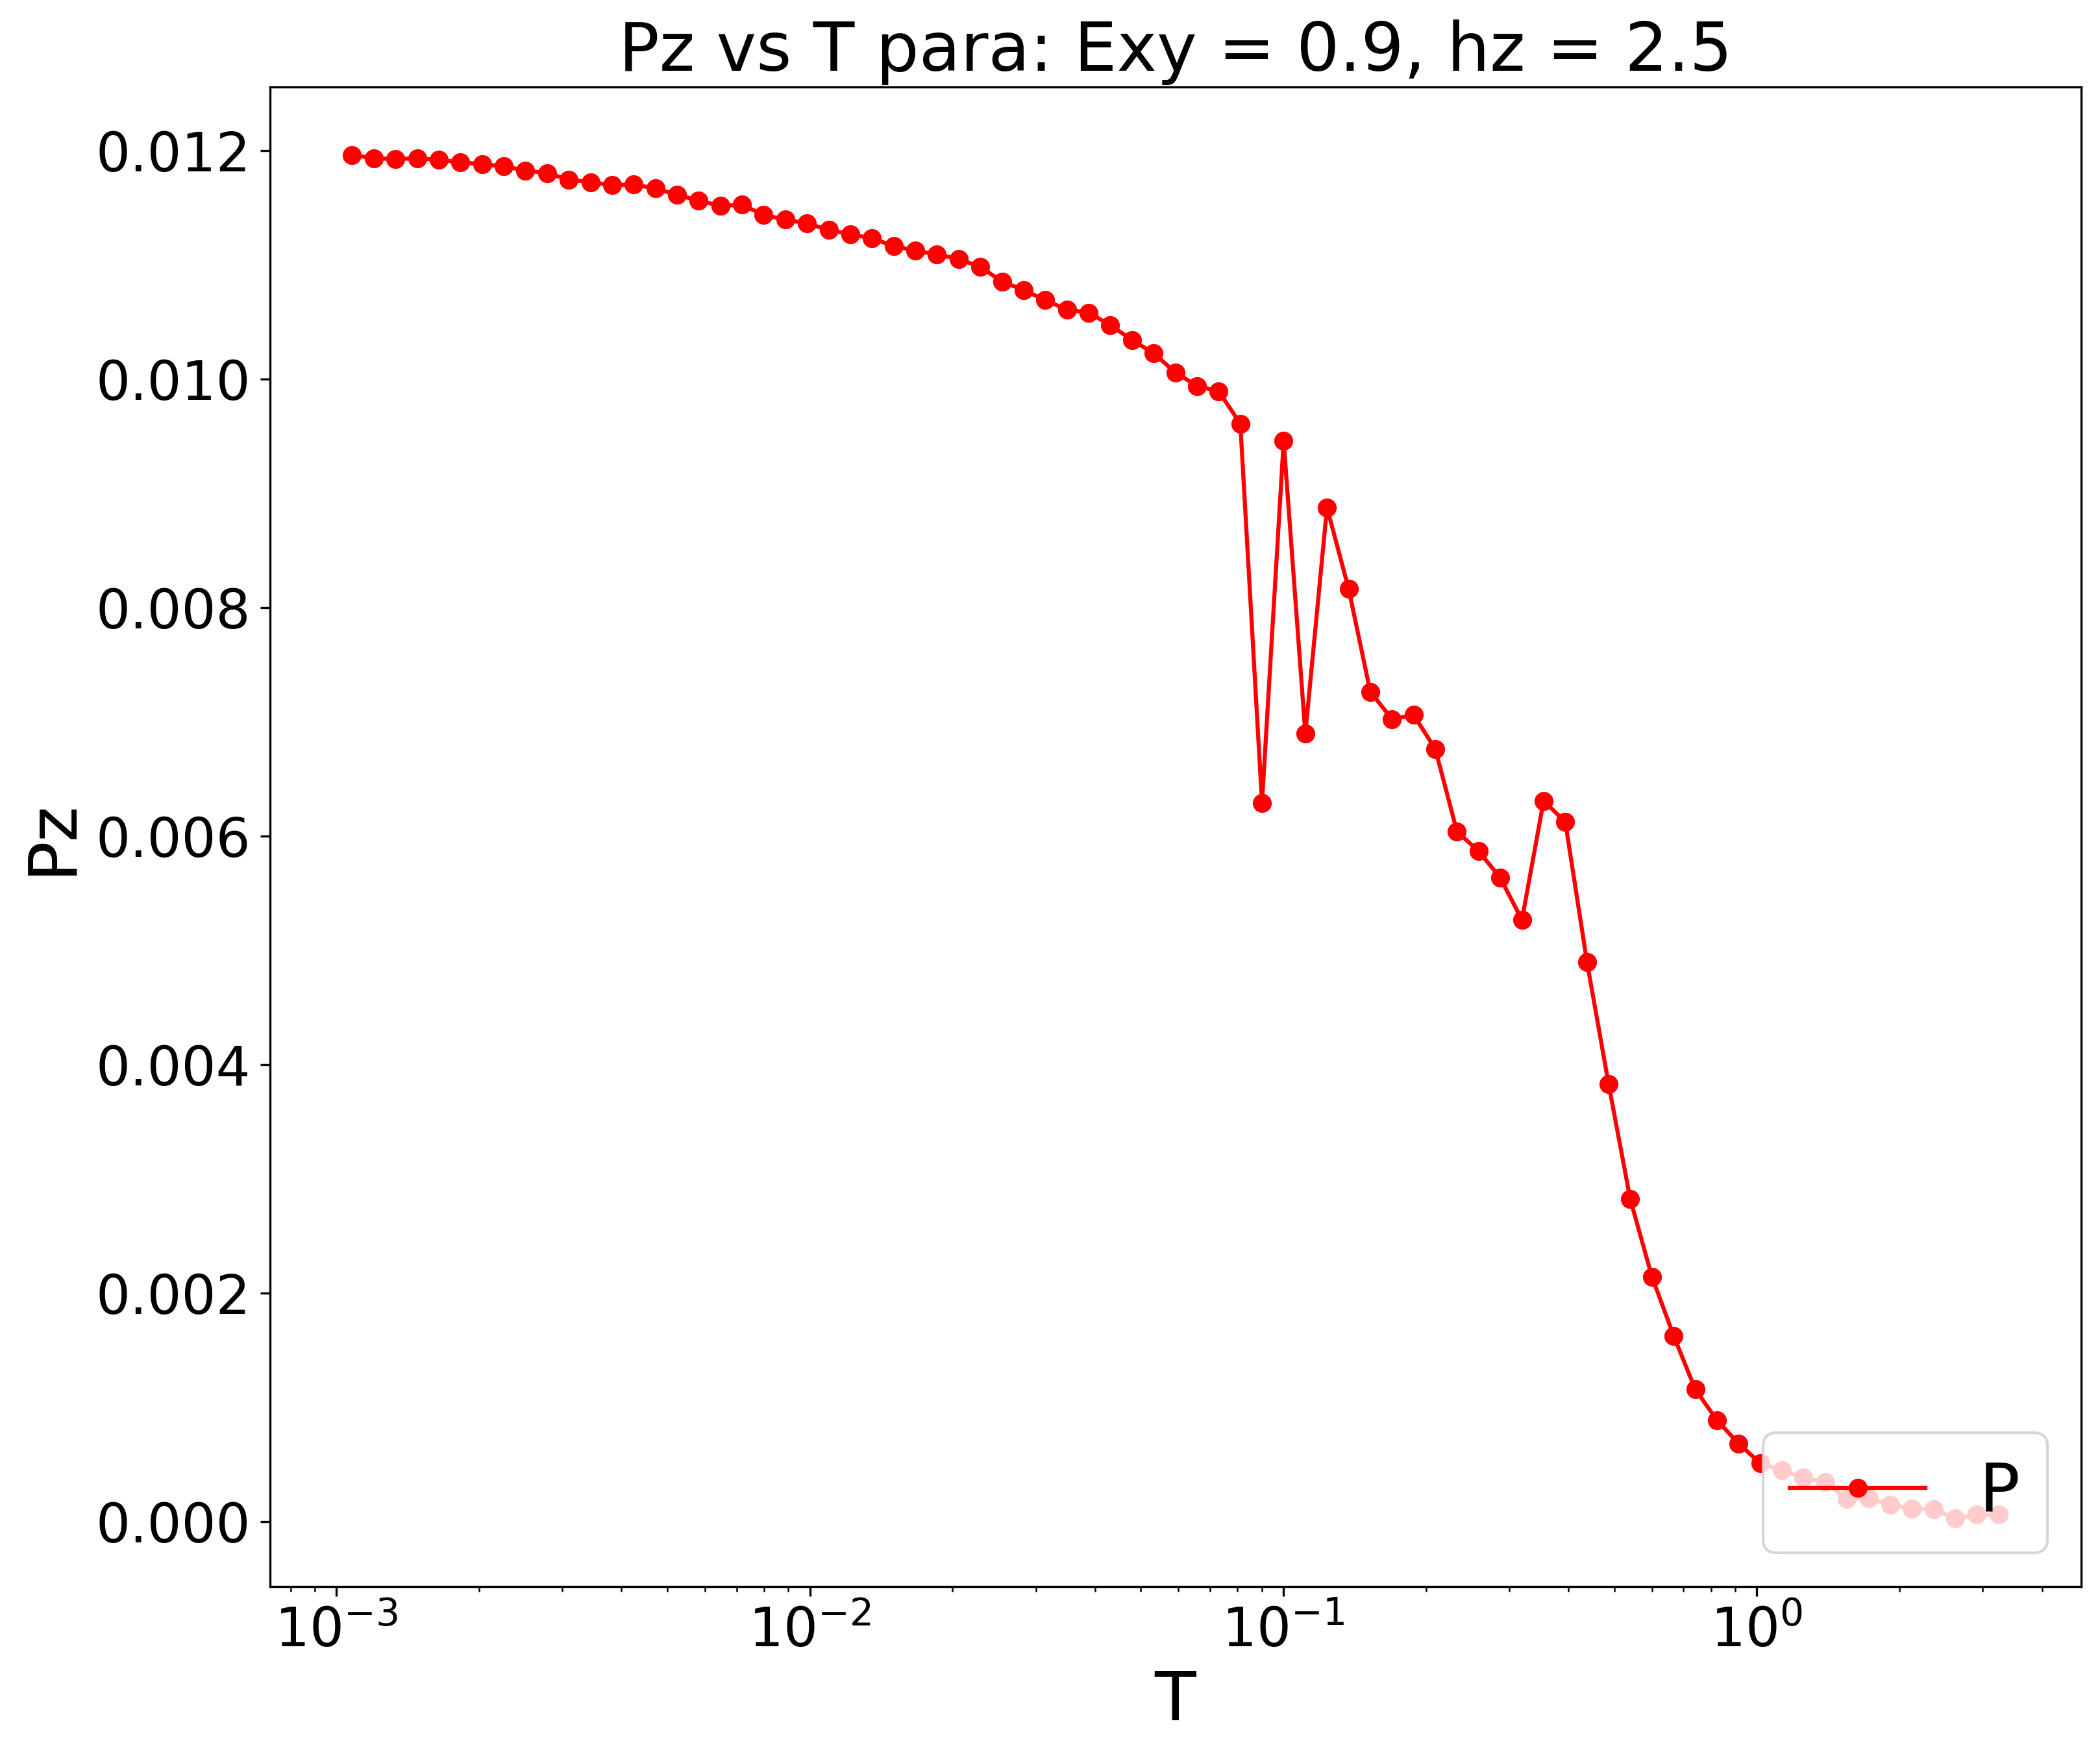 Pz vs T para: Exy = 0.9, hz = 2.5
0.012
0.010
0.008
0.006
0.004
0.002
0.000
Pz
P
10⁻³ 10⁻² 10⁻¹ 10⁰
T